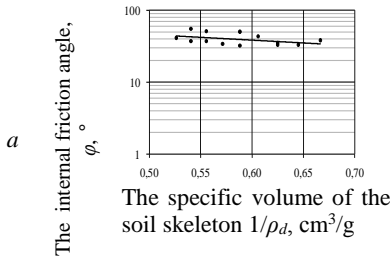 a
The internal friction angle,
φ, °
100
10
1
0,50 0,55 0,60 0,65 0,70
The specific volume of the
soil skeleton 1/ρd, cm3/g